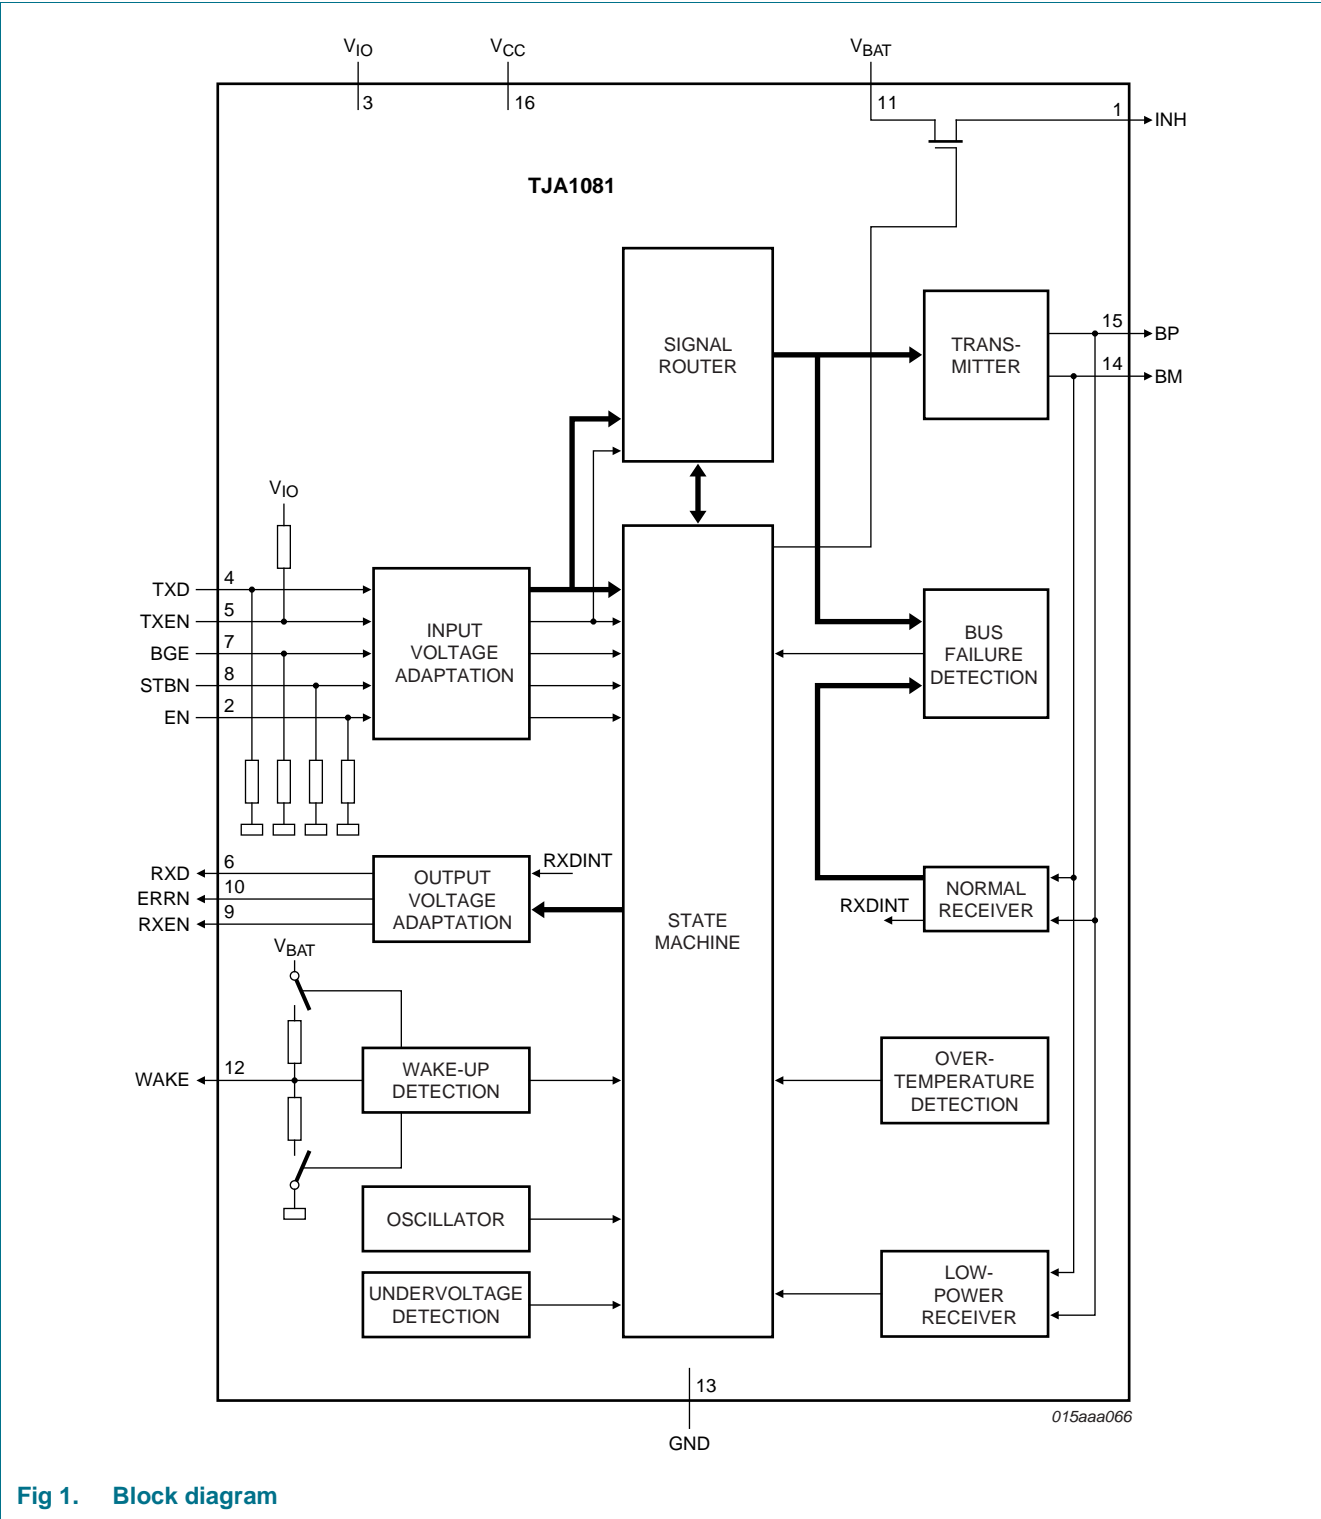 VIO
VCC
VBAT
3
16
11
1
INH
TJA1081
SIGNAL
ROUTER
TRANS-
MITTER
15
BP
14
BM
VIO
TXD
4
TXEN
5
BGE
7
STBN
8
EN
2
INPUT
VOLTAGE
ADAPTATION
BUS
FAILURE
DETECTION
RXD
6
ERRN
10
RXEN
9
OUTPUT
VOLTAGE
ADAPTATION
RXDINT
STATE
MACHINE
RXDINT
NORMAL
RECEIVER
VBAT
WAKE
12
WAKE-UP
DETECTION
OVER-
TEMPERATURE
DETECTION
OSCILLATOR
UNDERVOLTAGE
DETECTION
LOW-
POWER
RECEIVER
13
GND
015aaa066
Fig 1. Block diagram